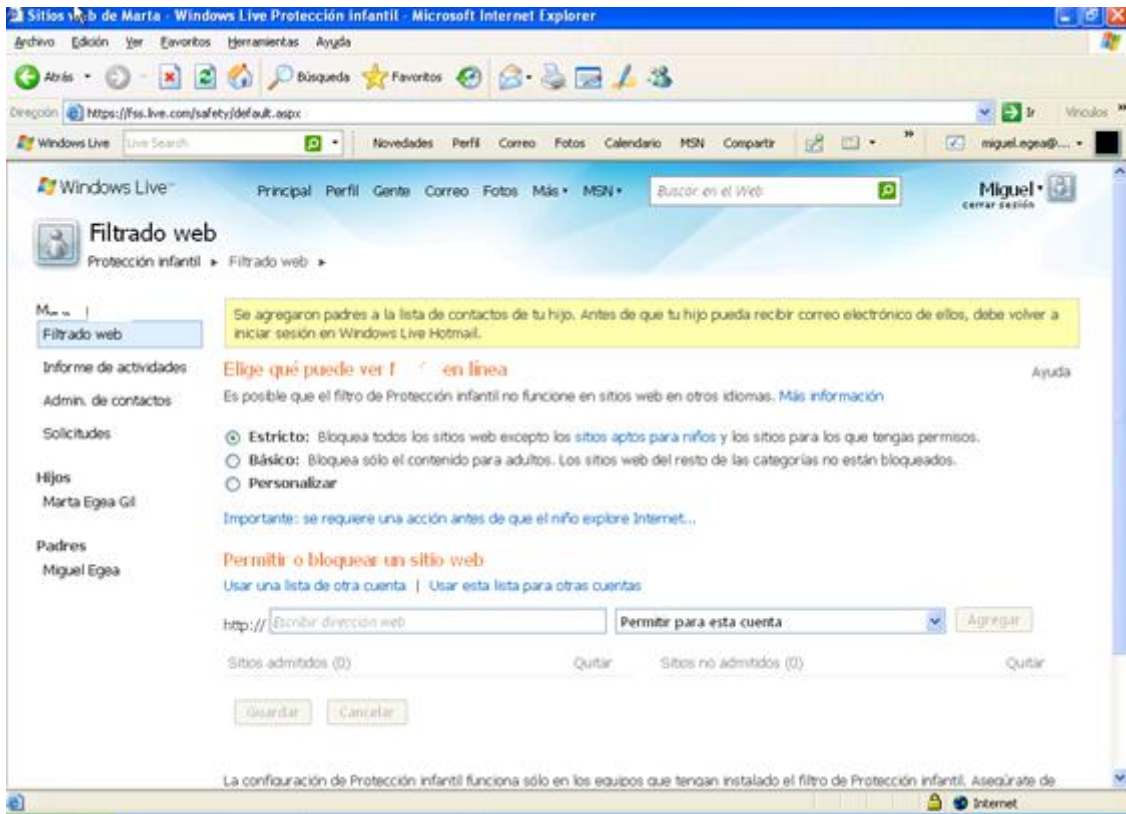 Sitios web de Marta - Windows Live Protección infantil - Microsoft Internet Explorer
Archivo Edición Ver Favoritos Herramientas Ayuda
Atrás Búsqueda Favoritos
Dirección https://fss.live.com/safety/default.aspx Ir Vínculos »
Windows Live Live Search Novedades Perfil Correo Fotos Calendario MSN Compartir » miguel.egea@...
Windows Live Principal Perfil Gente Correo Fotos Más MSN Buscar en el Web Miguel
cerrar sesión
Filtrado web
Protección infantil ▸ Filtrado web ▸
Se agregaron padres a la lista de contactos de tu hijo. Antes de que tu hijo pueda recibir correo electrónico de ellos, debe volver a
iniciar sesión en Windows Live Hotmail.
Filtrado web
Informe de actividades
Admin. de contactos
Solicitudes
Hijos
Marta Egea Gil
Padres
Miguel Egea
Elige qué puede ver en línea
Ayuda
Es posible que el filtro de Protección infantil no funcione en sitios web en otros idiomas. Más información
Estricto: Bloquea todos los sitios web excepto los sitios aptos para niños y los sitios para los que tengas permisos.
Básico: Bloquea sólo el contenido para adultos. Los sitios web del resto de las categorías no están bloqueados.
Personalizar
Importante: se requiere una acción antes de que el niño explore Internet...
Permitir o bloquear un sitio web
Usar una lista de otra cuenta | Usar esta lista para otras cuentas
http:// Escribir dirección web Permitir para esta cuenta Agregar
Sitios admitidos (0) Quitar Sitios no admitidos (0) Quitar
Guardar Cancelar
La configuración de Protección infantil funciona sólo en los equipos que tengan instalado el filtro de Protección infantil. Asegúrate de
Internet